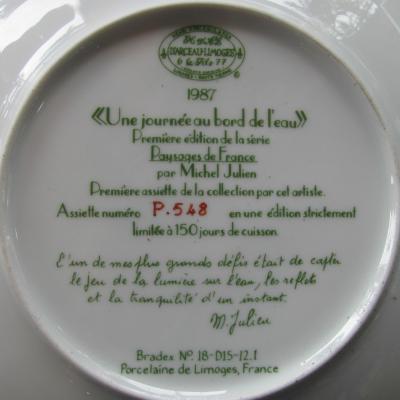 D'ARCEAU-LIMOGES
1987
«Une journée au bord de l'eau»
Première édition de la série
Paysages de France
par Michel Julien
Première assiette de la collection par cet artiste.
Assiette numéro P.548 en une édition strictement
limitée à 150 jours de cuisson.
L'un de mes plus grands défis était de capter
le jeu de la lumière sur l'eau, les reflets
et la tranquilité d'un instant.
M. Julien
Bradex Nº. 18-D15-12.1
Porcelaine de Limoges, France